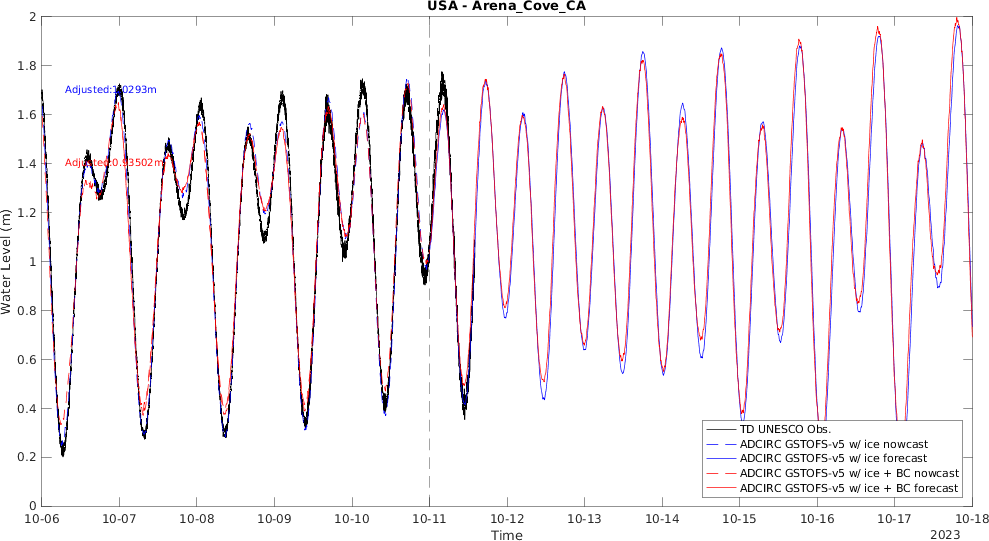 USA - Arena_Cove_CA
2
1.8
1.6
1.4
1.2
1
0.8
0.6
0.4
0.2
0
Water Level (m)
Adjusted:1.0293m
Adjusted:0.93502m
TD UNESCO Obs.
ADCIRC GSTOFS-v5 w/ ice nowcast
ADCIRC GSTOFS-v5 w/ ice forecast
ADCIRC GSTOFS-v5 w/ ice + BC nowcast
ADCIRC GSTOFS-v5 w/ ice + BC forecast
10-06 10-07 10-08 10-09 10-10 10-11 10-12 10-13 10-14 10-15 10-16 10-17 10-18
Time
2023